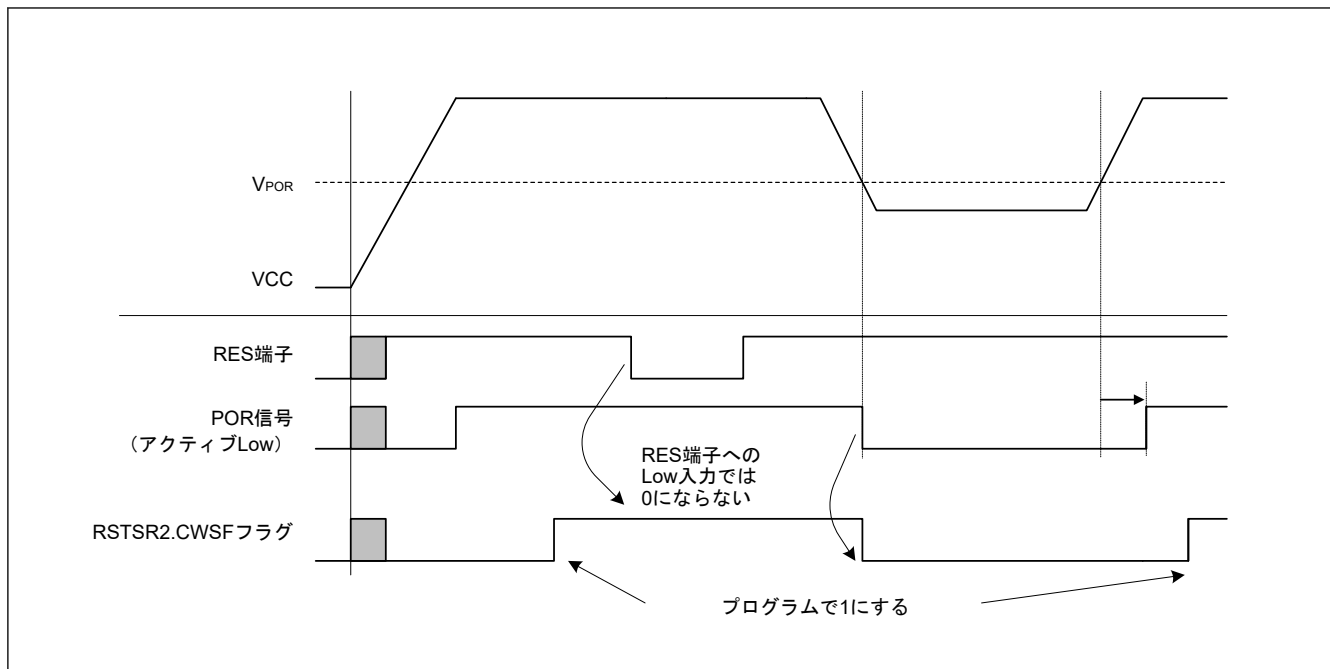 VPOR
VCC
RES端子
POR信号
（アクティブLow）
RES端子への
Low入力では
0にならない
RSTSR2.CWSFフラグ
プログラムで1にする